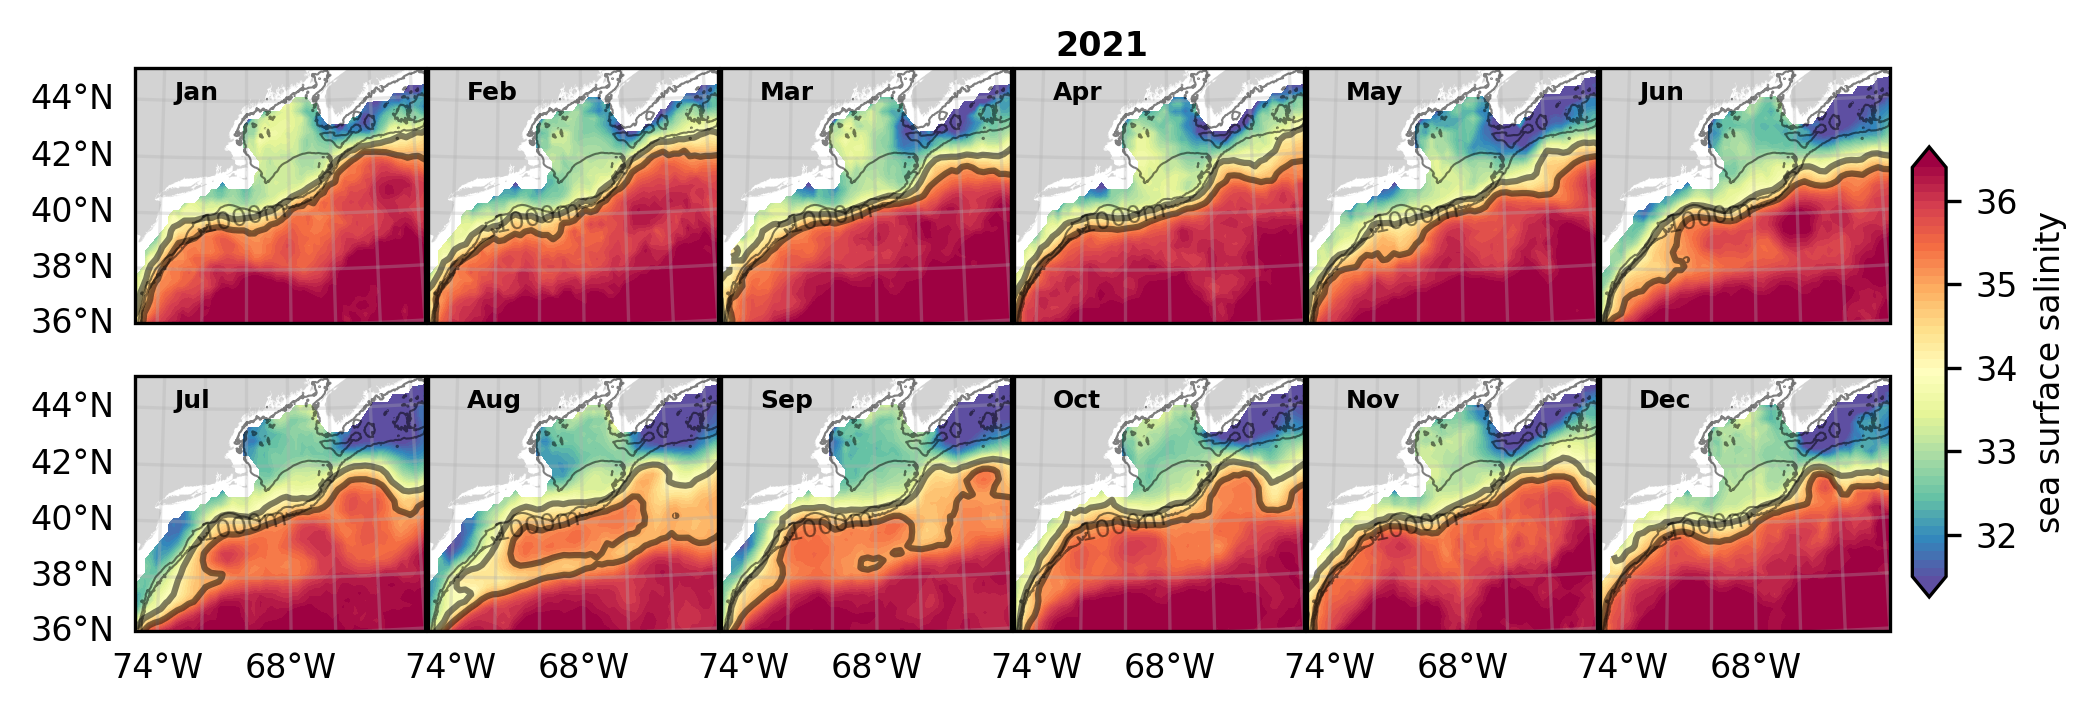 2021
Jan Feb Mar Apr May Jun
44°N
42°N
40°N
38°N
36°N
1000m 1000m 1000m 1000m 1000m 1000m
Jul Aug Sep Oct Nov Dec
44°N
42°N
40°N
38°N
36°N
1000m 1000m 1000m 1000m 1000m 1000m
74°W 68°W 74°W 68°W 74°W 68°W 74°W 68°W 74°W 68°W 74°W 68°W
36
35
34
33
32
sea surface salinity